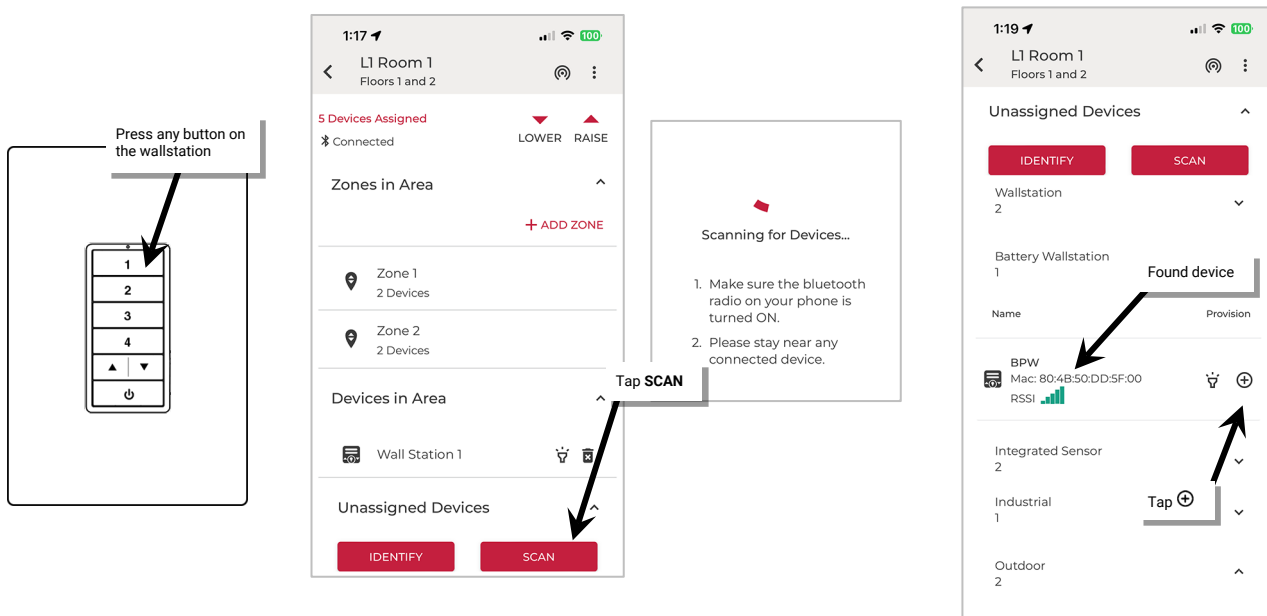 Press any button on
the wallstation
1
2
3
4
1:17
100
L1 Room 1
Floors 1 and 2
5 Devices Assigned
Connected
LOWER RAISE
Zones in Area
+ ADD ZONE
Zone 1
2 Devices
Zone 2
2 Devices
Devices in Area
Wall Station 1
Unassigned Devices
IDENTIFY SCAN
Tap SCAN
Scanning for Devices...
1. Make sure the bluetooth
radio on your phone is
turned ON.
2. Please stay near any
connected device.
1:19
100
L1 Room 1
Floors 1 and 2
Unassigned Devices
IDENTIFY SCAN
Wallstation
2
Battery Wallstation
1
Found device
Name Provision
BPW
Mac: 80:4B:50:DD:5F:00
RSSI
Integrated Sensor
2
Industrial
1
Tap
Outdoor
2